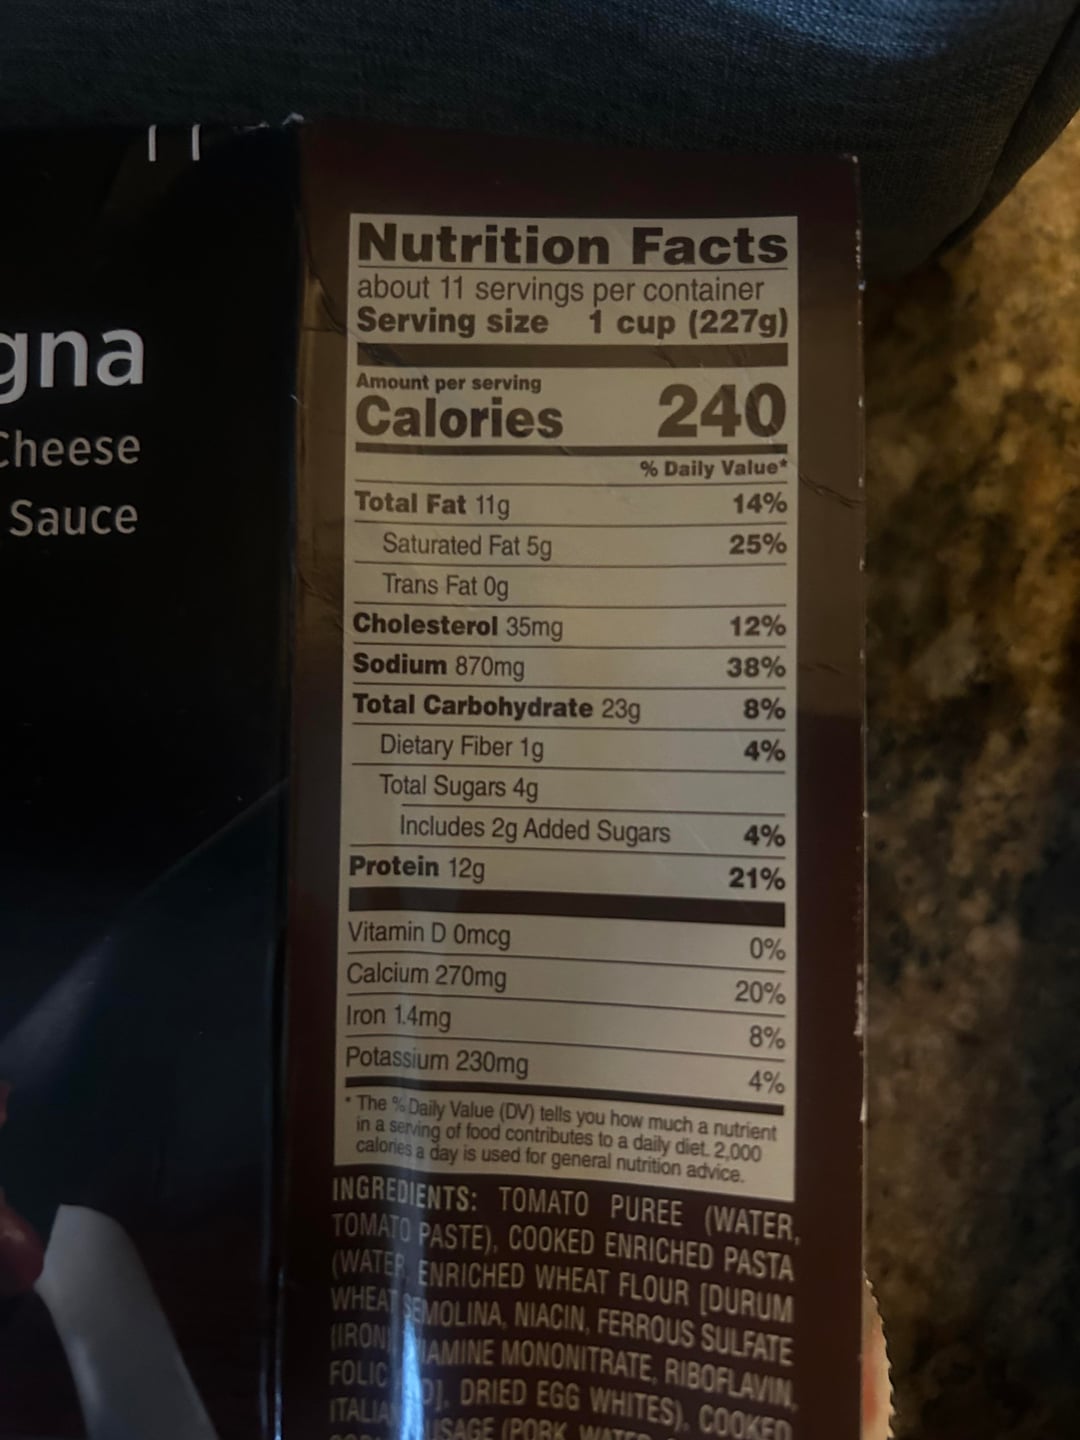 gna
Cheese
Sauce
Nutrition Facts
about 11 servings per container
Serving size 1 cup (227g)
Amount per serving
Calories 240
% Daily Value*
Total Fat 11g 14%
Saturated Fat 5g 25%
Trans Fat 0g
Cholesterol 35mg 12%
Sodium 870mg 38%
Total Carbohydrate 23g 8%
Dietary Fiber 1g 4%
Total Sugars 4g
Includes 2g Added Sugars 4%
Protein 12g 21%
Vitamin D 0mcg 0%
Calcium 270mg 20%
Iron 1.4mg 8%
Potassium 230mg 4%
* The % Daily Value (DV) tells you how much a nutrient
in a serving of food contributes to a daily diet. 2,000
calories a day is used for general nutrition advice.
INGREDIENTS: TOMATO PUREE (WATER,
TOMATO PASTE), COOKED ENRICHED PASTA
(WATER, ENRICHED WHEAT FLOUR [DURUM
WHEAT SEMOLINA, NIACIN, FERROUS SULFATE
(IRON) MONONITRATE, RIBOFLAVIN,
FOLIC DRIED EGG WHITES), COOKED
(PORK, WATER